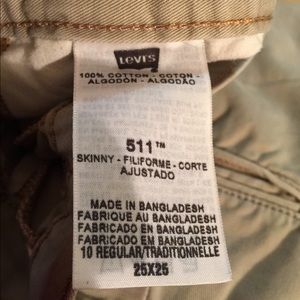 Levi's
100% COTTON - COTON -
ALGODÓN - ALGODÃO
511™
SKINNY - FILIFORME - CORTE
AJUSTADO
MADE IN BANGLADESH
FABRIQUE AU BANGLADESH
FABRICADO EN BANGLADESH
FABRICADO EM BANGLADESH
10 REGULAR/TRADITIONNELLE
25X25